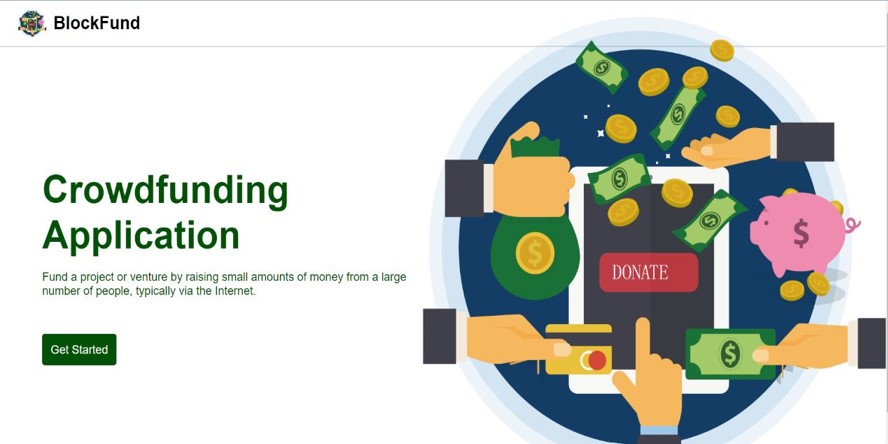 BlockFund
Crowdfunding
Application
Fund a project or venture by raising small amounts of money from a large
number of people, typically via the Internet.
Get Started
$
$
$
$
$
$
$
$
$
DONATE
$